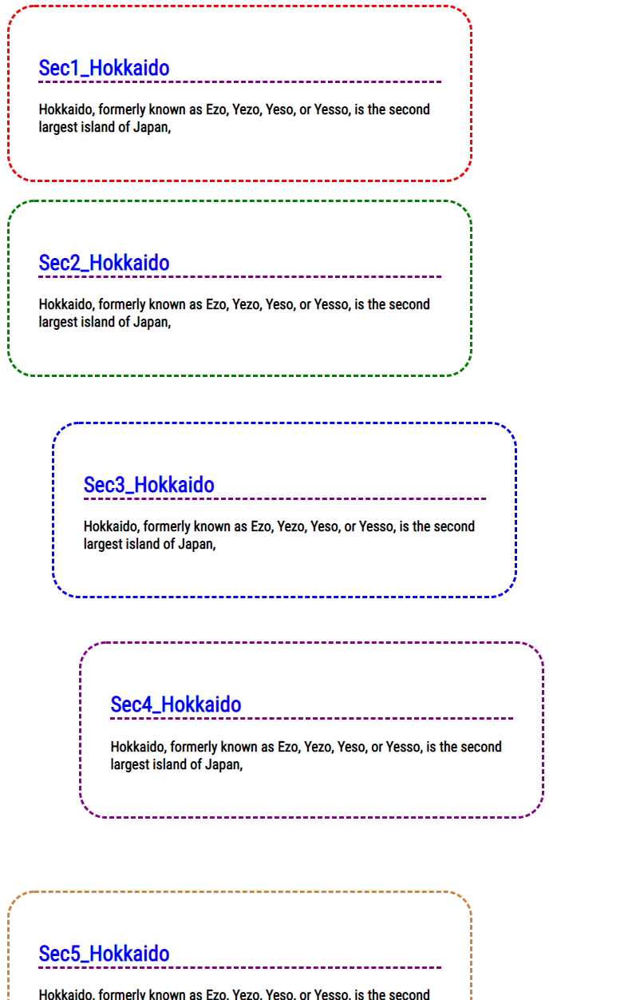 Sec1_Hokkaido
Hokkaido, formerly known as Ezo, Yezo, Yeso, or Yesso, is the second
largest island of Japan,
Sec2_Hokkaido
Hokkaido, formerly known as Ezo, Yezo, Yeso, or Yesso, is the second
largest island of Japan,
Sec3_Hokkaido
Hokkaido, formerly known as Ezo, Yezo, Yeso, or Yesso, is the second
largest island of Japan,
Sec4_Hokkaido
Hokkaido, formerly known as Ezo, Yezo, Yeso, or Yesso, is the second
largest island of Japan,
Sec5_Hokkaido
Hokkaido, formerly known as Ezo, Yezo, Yeso, or Yesso, is the second